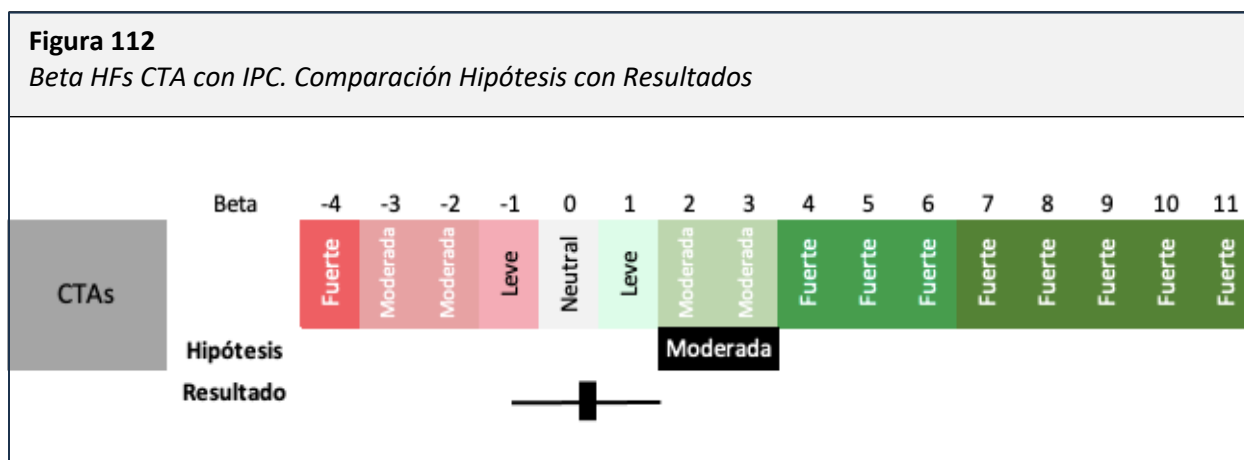 Figura 112
Beta HFs CTA con IPC. Comparación Hipótesis con Resultados
Beta -4 -3 -2 -1 0 1 2 3 4 5 6 7 8 9 10 11
CTAs Fuerte Moderada Moderada Leve Neutral Leve Moderada Moderada Fuerte Fuerte Fuerte Fuerte Fuerte Fuerte Fuerte Fuerte
Hipótesis Moderada
Resultado